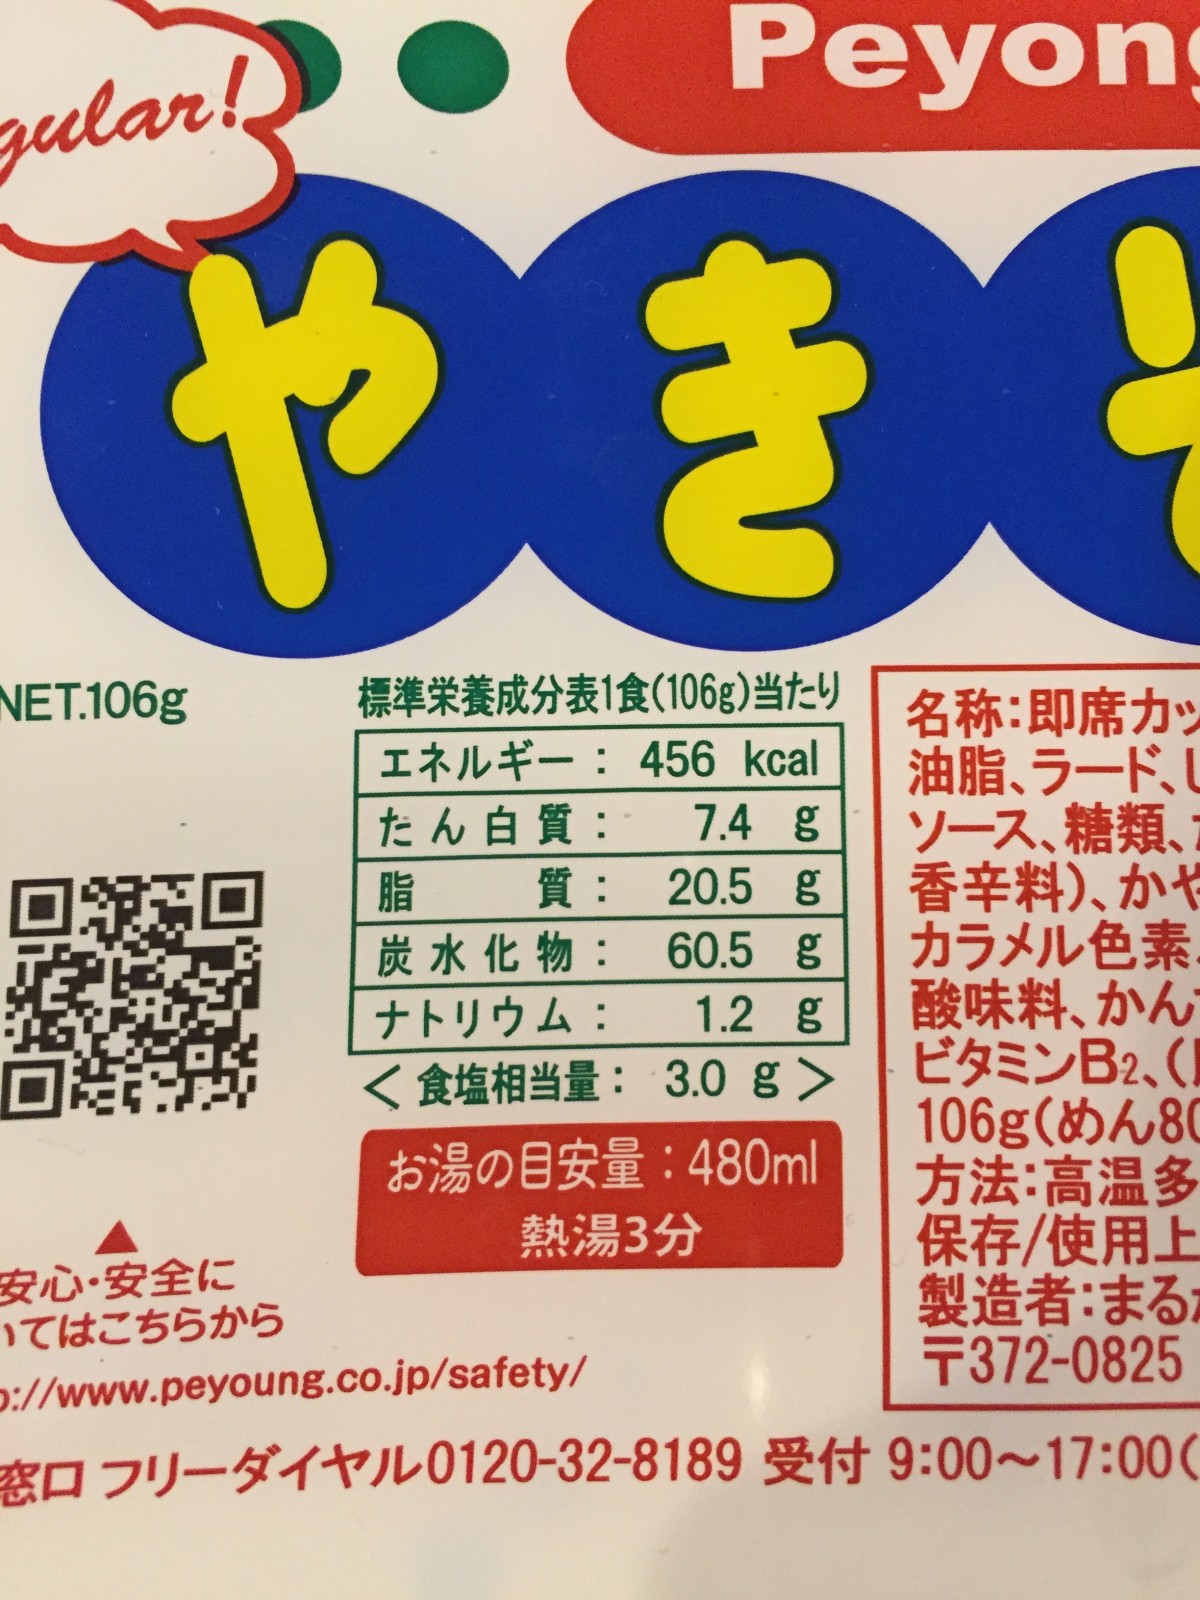 gular!
Peyong
やきそ
NET.106g
標準栄養成分表1食(106g)当たり
エネルギー: 456 kcal
たん白質: 7.4 g
脂質: 20.5 g
炭水化物: 60.5 g
ナトリウム: 1.2 g
<食塩相当量: 3.0 g>
お湯の目安量:480ml
熱湯3分
安心・安全に
いてはこちらから
p://www.peyoung.co.jp/safety/
名称:即席カッ
油脂、ラード、し
ソース、糖類、
香辛料)、かや
カラメル色素、
酸味料、かん
ビタミンB2、(
106g(めん80
方法:高温多
保存/使用上
製造者:まるか
〒372-0825
窓口 フリーダイヤル0120-32-8189 受付 9:00～17:00(